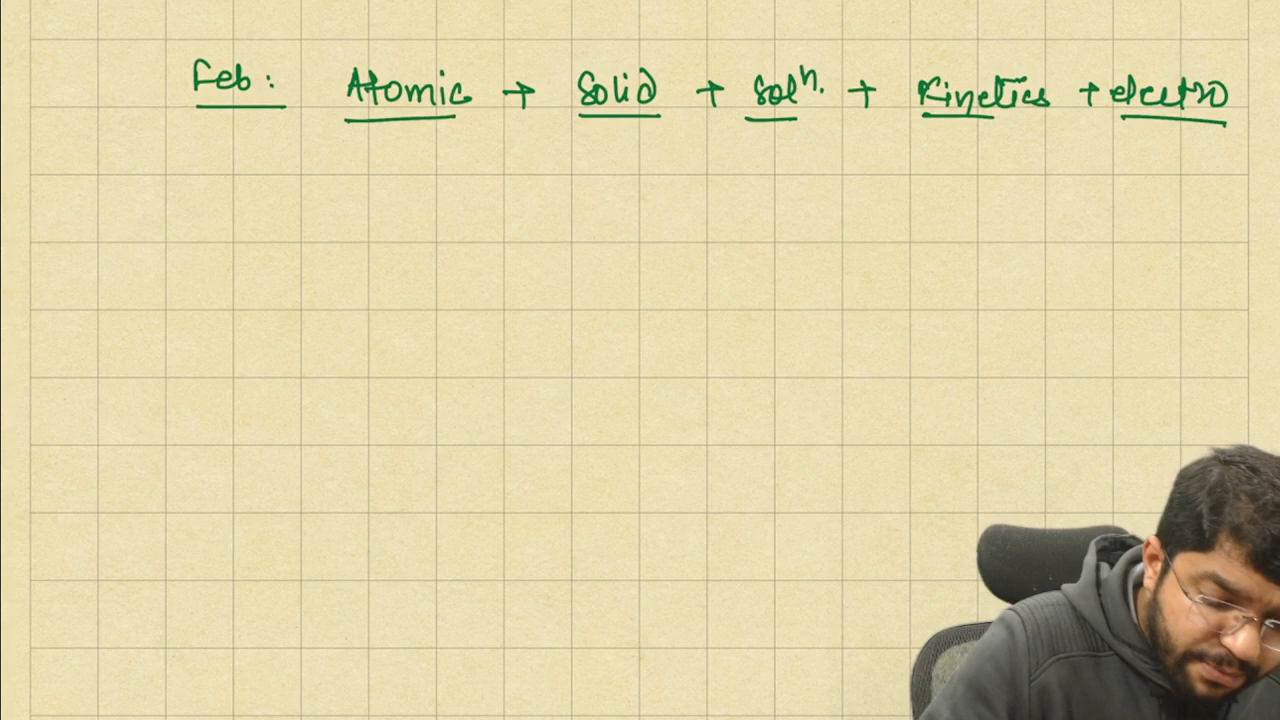 Feb: Atomic + Solid + Solⁿ. + Kinetics + electro